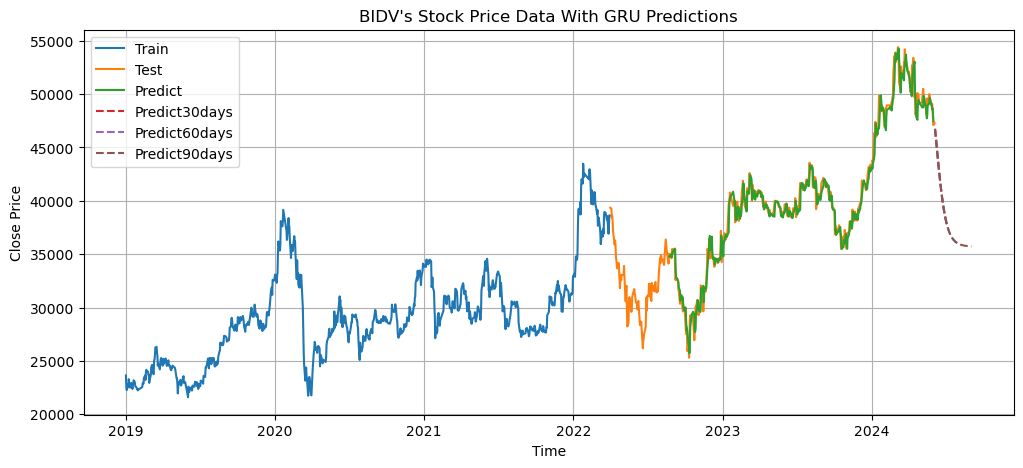 BIDV's Stock Price Data With GRU Predictions
55000
50000
45000
40000
35000
30000
25000
20000
Close Price
Train
Test
Predict
Predict30days
Predict60days
Predict90days
2019
2020
2021
2022
2023
2024
Time